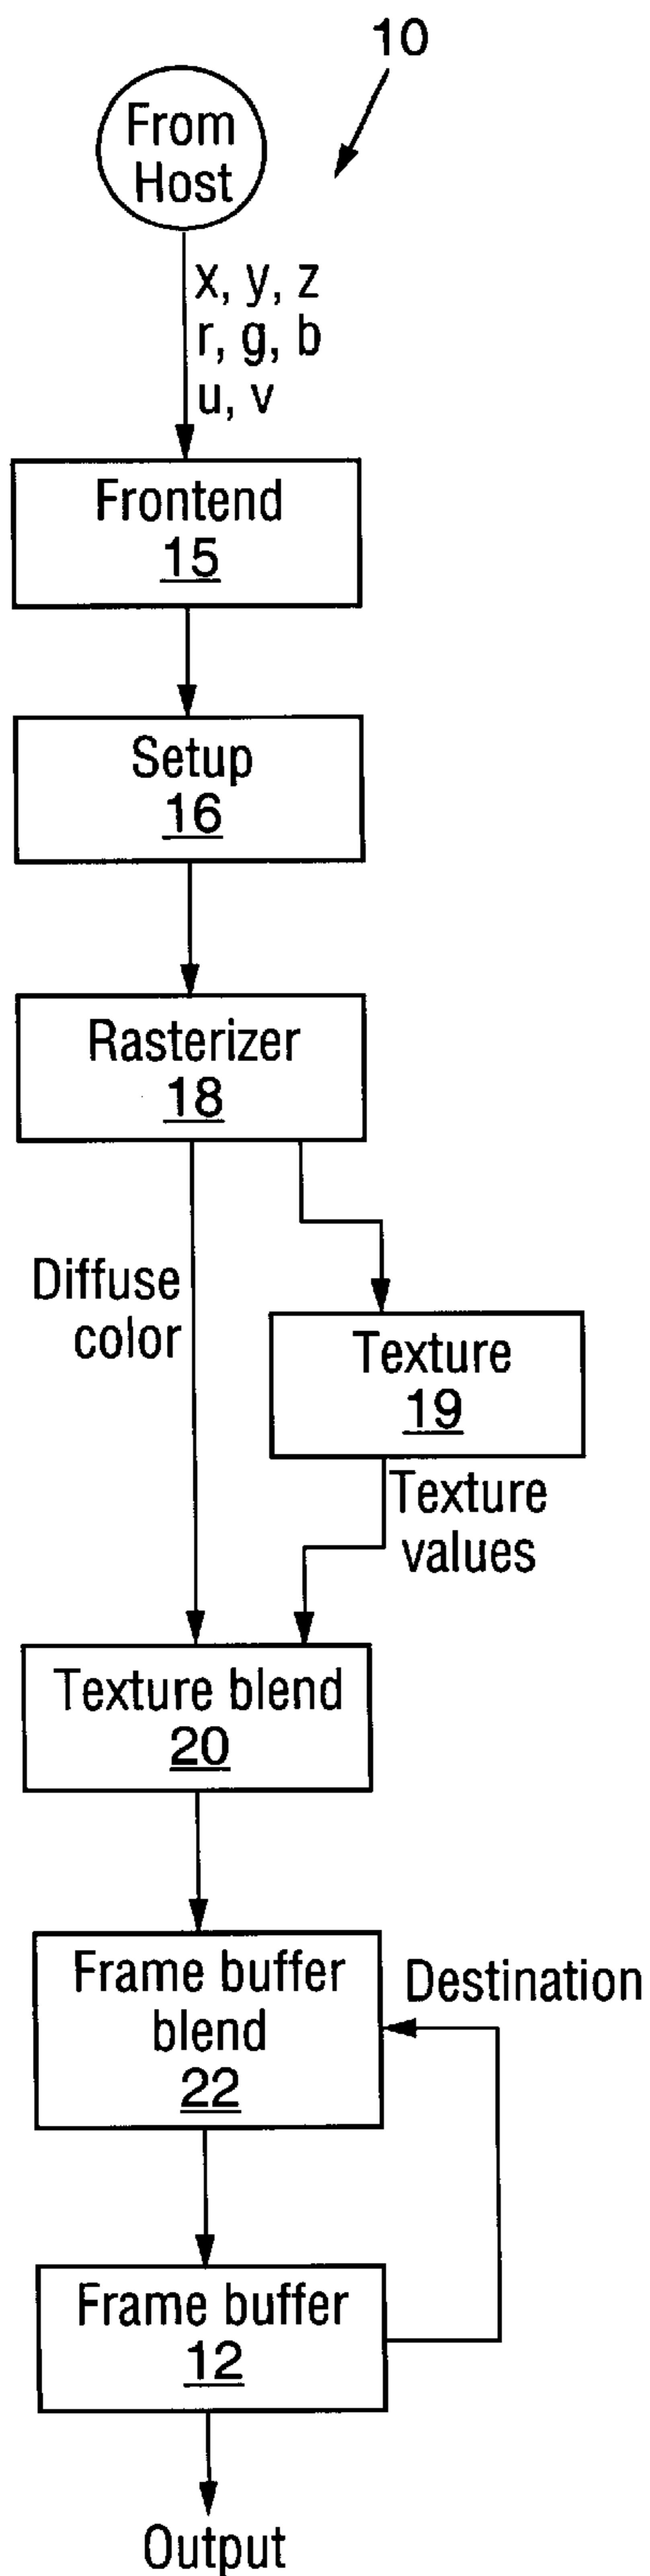 10
From
Host
x, y, z
r, g, b
u, v
Frontend
15
Setup
16
Rasterizer
18
Diffuse
color
Texture
19
Texture
values
Texture blend
20
Frame buffer
blend
22
Destination
Frame buffer
12
Output